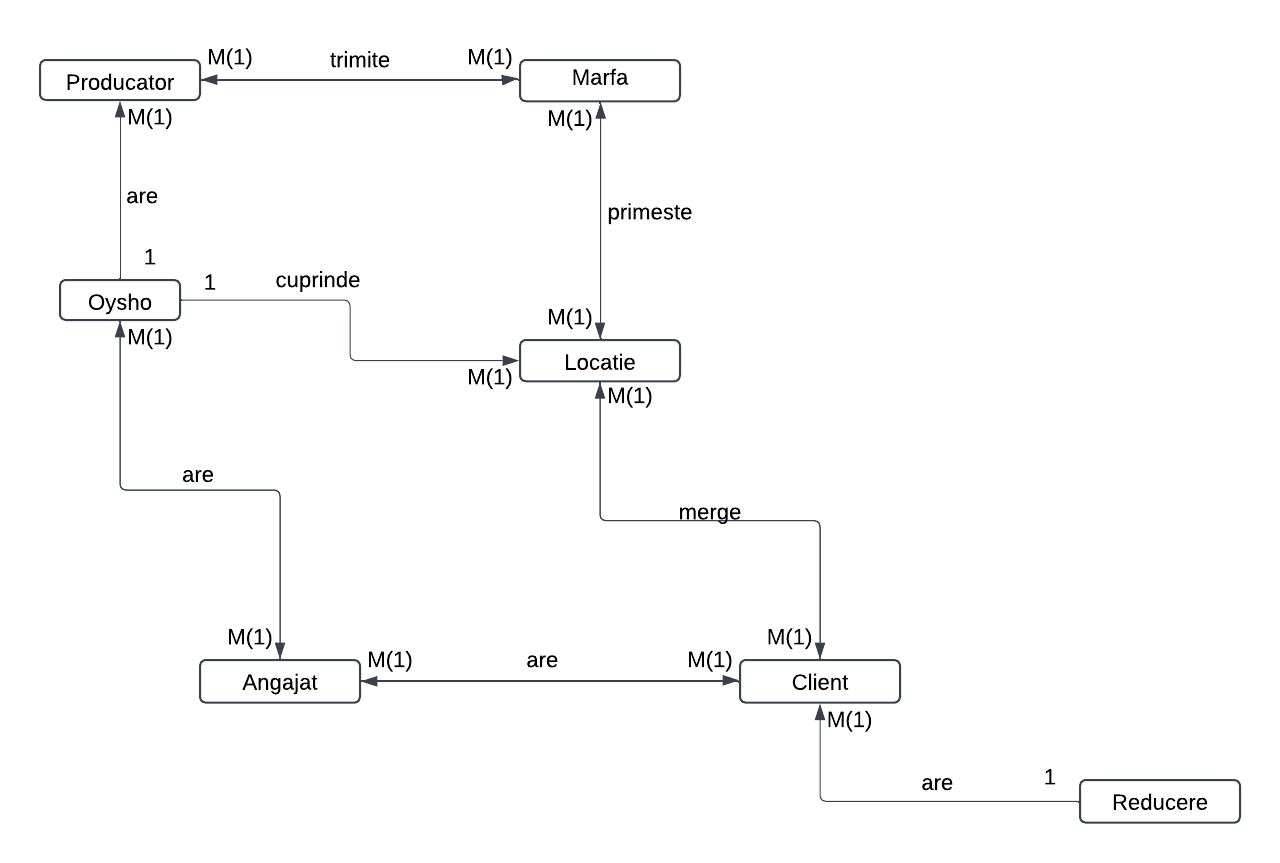 M(1) trimite M(1)
Producator Marfa
M(1) M(1)
are
primeste
1
1 cuprinde
Oysho
M(1) M(1)
Locatie
M(1)
M(1)
are
merge
M(1) M(1)
M(1) are M(1)
Angajat Client
M(1)
are 1
Reducere